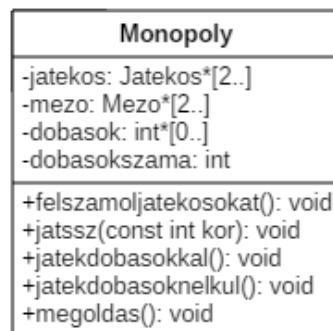 Monopoly
-jatekos: Jatekos*[2..]
-mezo: Mezo*[2..]
-dobasok: int*[0..]
-dobasokszama: int
+felszamoljatekosokat(): void
+jatssz(const int kor): void
+jatekdobasokkal(): void
+jatekdobasoknelkul(): void
+megoldas(): void